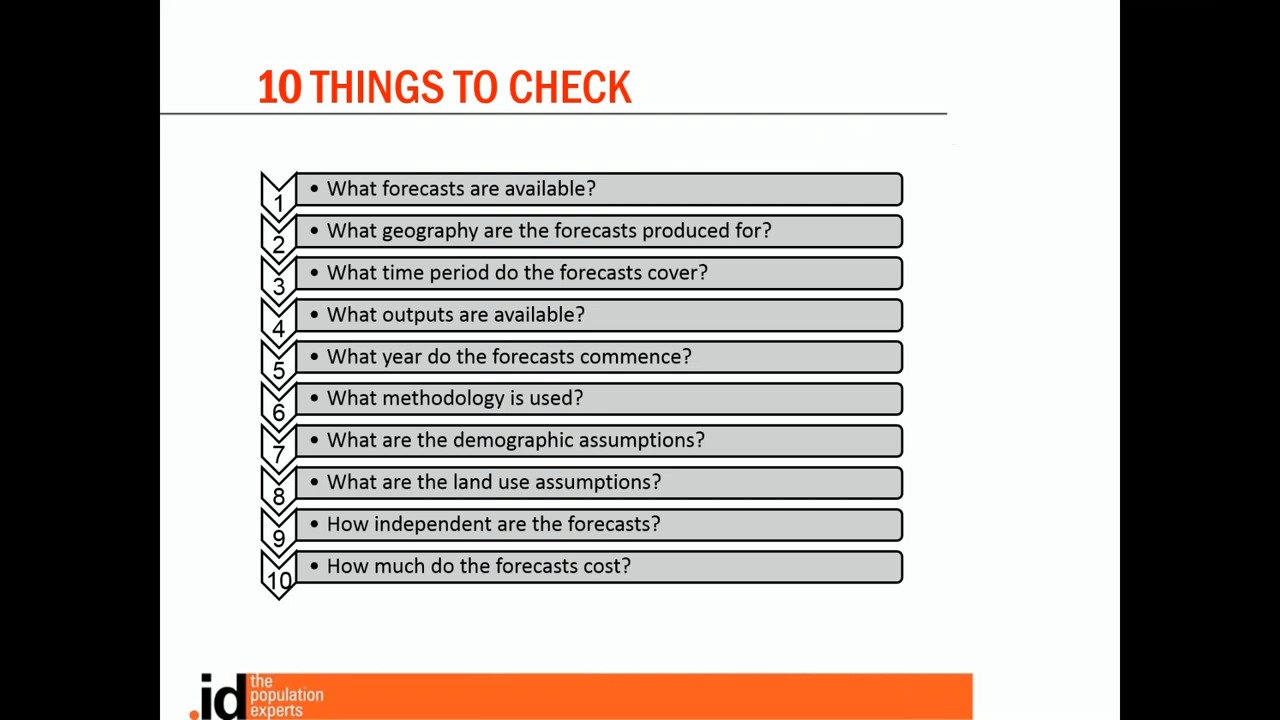 10 THINGS TO CHECK
1 • What forecasts are available?
2 • What geography are the forecasts produced for?
3 • What time period do the forecasts cover?
4 • What outputs are available?
5 • What year do the forecasts commence?
6 • What methodology is used?
7 • What are the demographic assumptions?
8 • What are the land use assumptions?
9 • How independent are the forecasts?
10 • How much do the forecasts cost?
.id the
population
experts